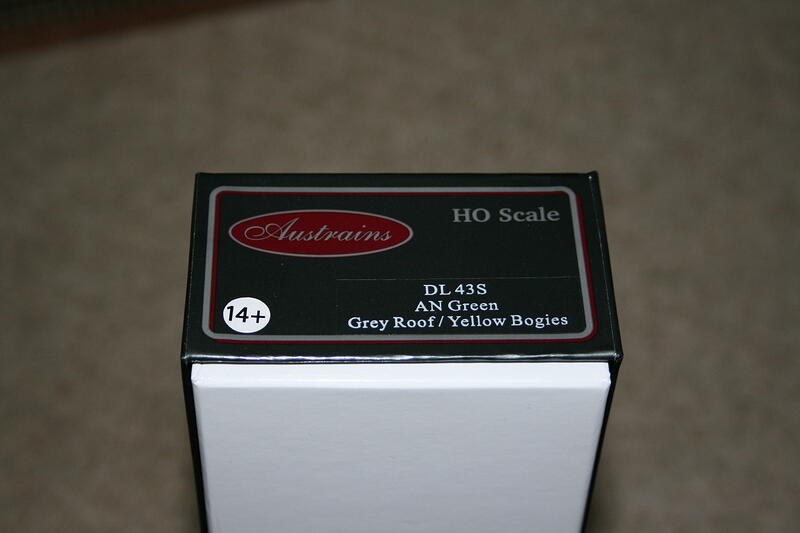 Austrains
HO Scale
DL 43S
AN Green
Grey Roof / Yellow Bogies
14+